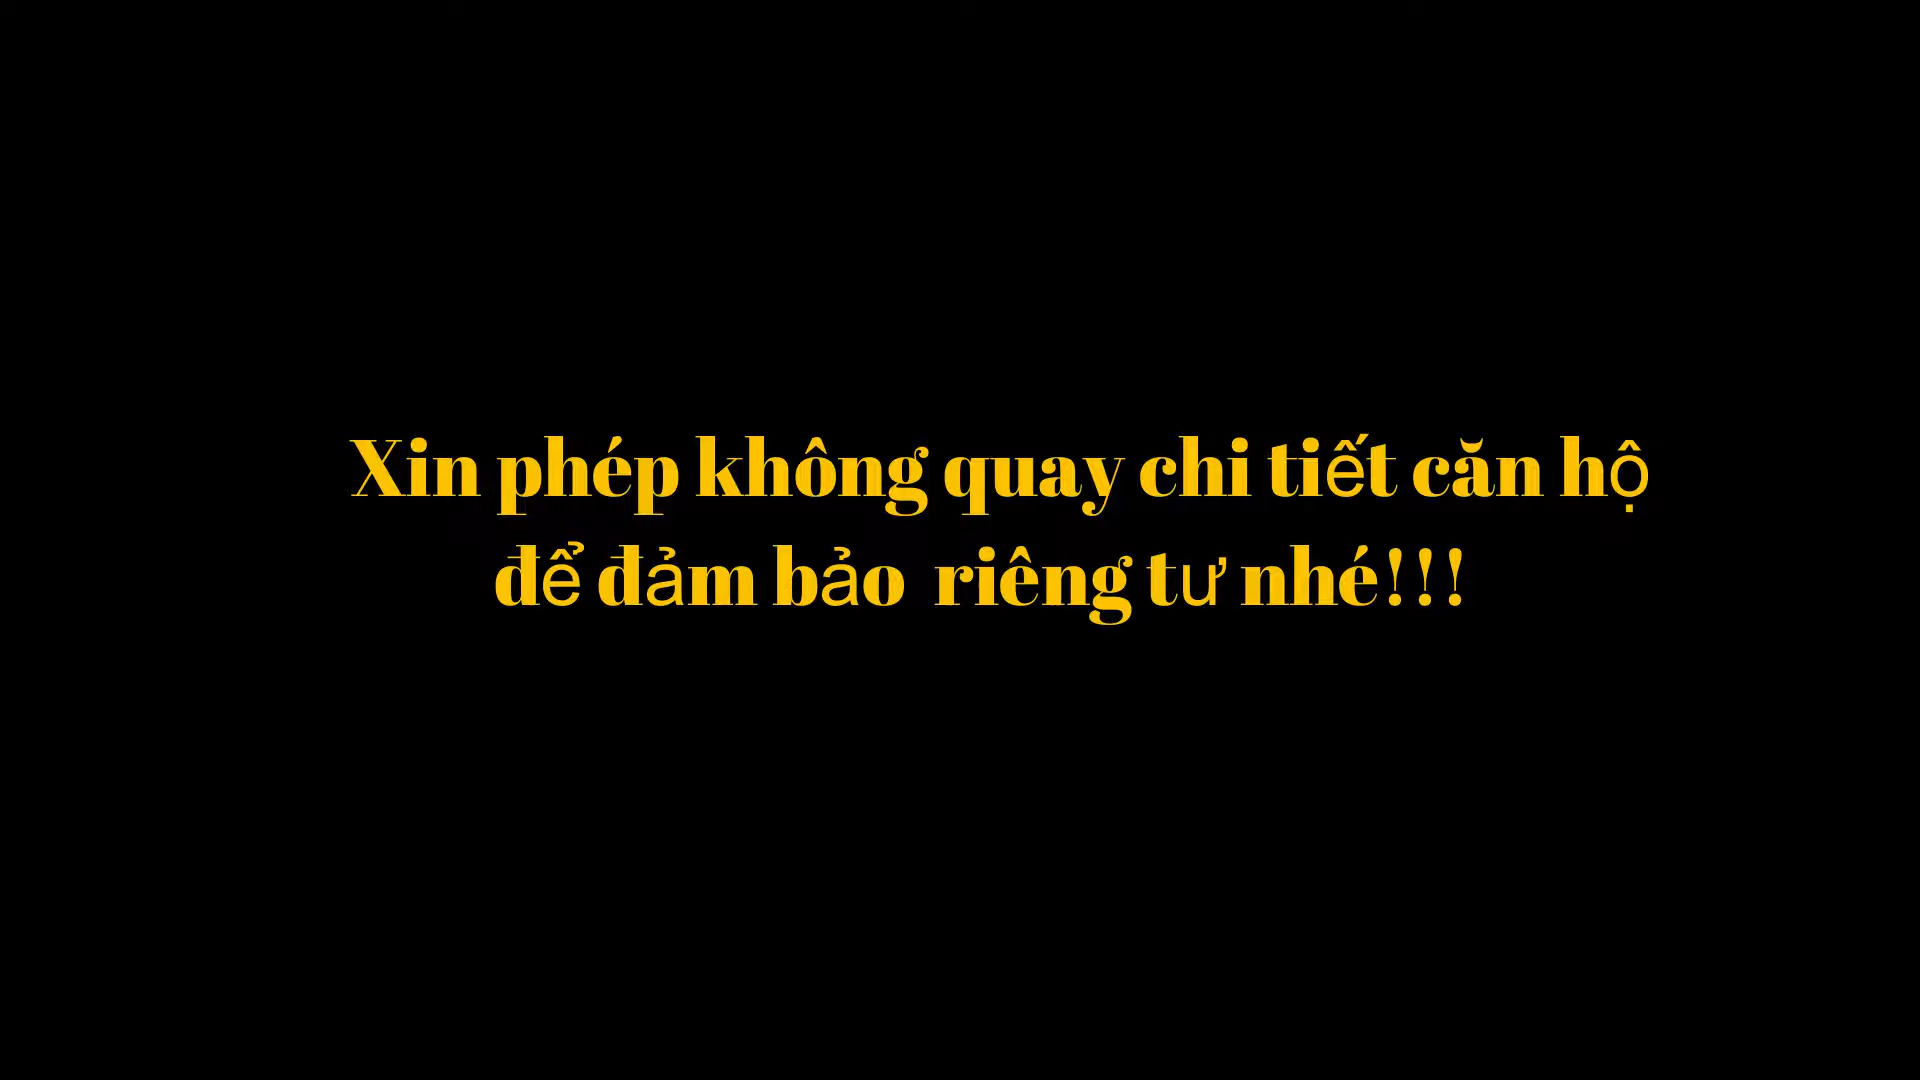 Xin phép không quay chi tiết căn hộ
để đảm bảo riêng tư nhé!!!